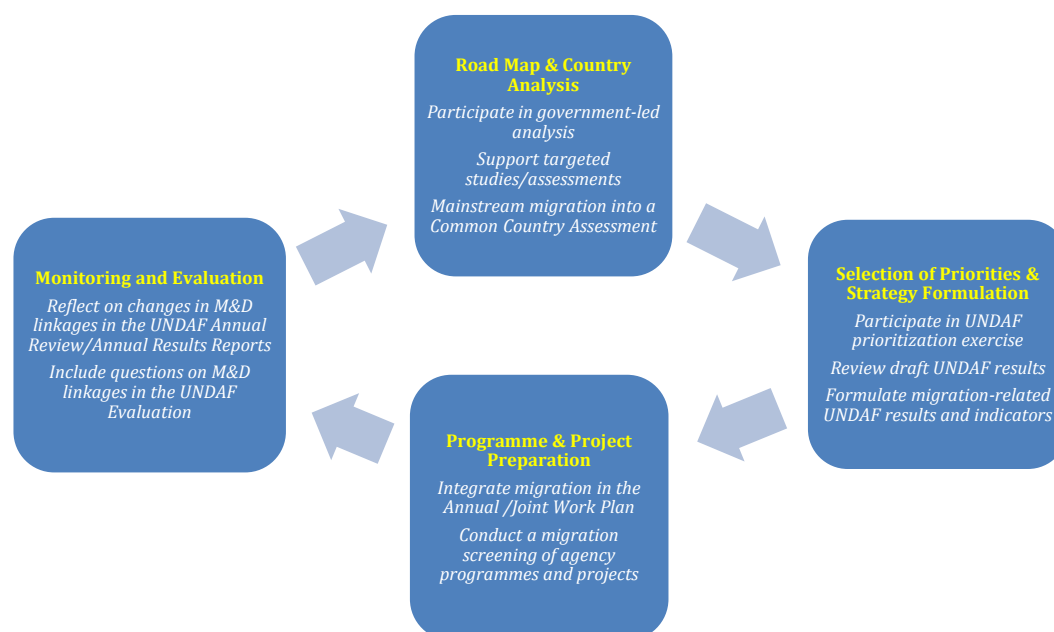 Road Map & Country
Analysis
Participate in government-led
analysis
Support targeted
studies/assessments
Mainstream migration into a
Common Country Assessment
Selection of Priorities &
Strategy Formulation
Participate in UNDAF
prioritization exercise
Review draft UNDAF results
Formulate migration-related
UNDAF results and indicators
Programme & Project
Preparation
Integrate migration in the
Annual /Joint Work Plan
Conduct a migration
screening of agency
programmes and projects
Monitoring and Evaluation
Reflect on changes in M&D
linkages in the UNDAF Annual
Review/Annual Results Reports
Include questions on M&D
linkages in the UNDAF
Evaluation